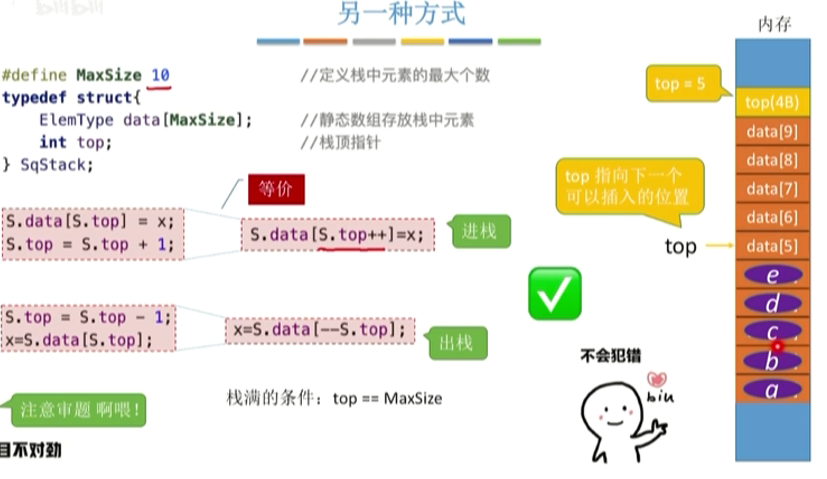 另一种方式
内存
#define MaxSize 10 //定义栈中元素的最大个数
typedef struct{
ElemType data[MaxSize]; //静态数组存放栈中元素
int top; //栈顶指针
} SqStack;
等价
S.data[S.top] = x;
S.top = S.top + 1;
S.data[S.top++]=x;
进栈
S.top = S.top - 1;
x=S.data[S.top];
x=S.data[--S.top];
出栈
栈满的条件：top == MaxSize
注意审题 啊喂！
目不对劲
top = 5
top 指向下一个
可以插入的位置
top
top(4B)
data[9]
data[8]
data[7]
data[6]
data[5]
e
d
c
b
a
不会犯错
biu